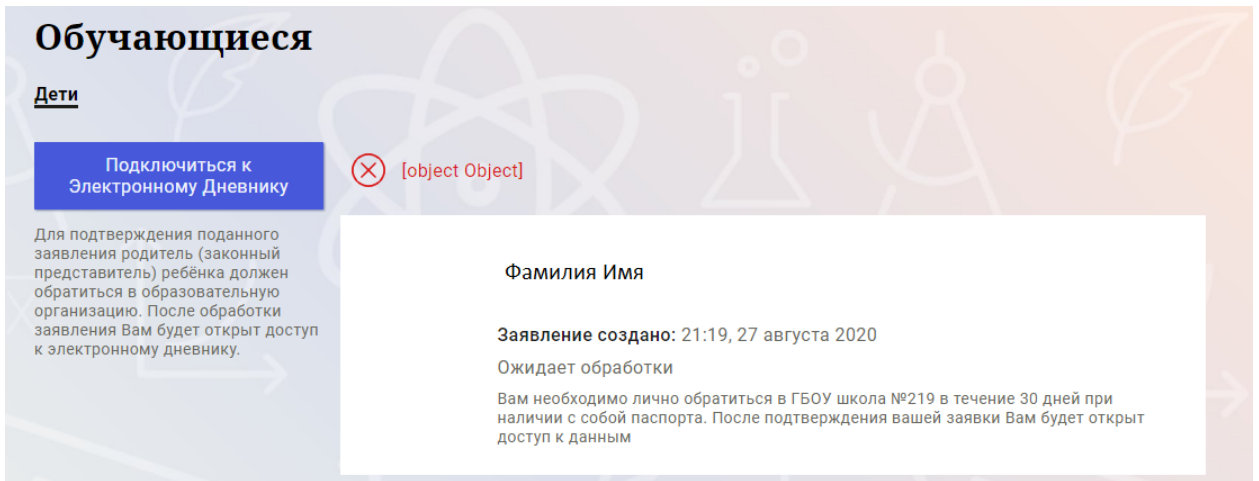 Обучающиеся
Дети
Подключиться к
Электронному Дневнику
[object Object]
Для подтверждения поданного
заявления родитель (законный
представитель) ребёнка должен
обратиться в образовательную
организацию. После обработки
заявления Вам будет открыт доступ
к электронному дневнику.
Фамилия Имя
Заявление создано: 21:19, 27 августа 2020
Ожидает обработки
Вам необходимо лично обратиться в ГБОУ школа №219 в течение 30 дней при
наличии с собой паспорта. После подтверждения вашей заявки Вам будет открыт
доступ к данным